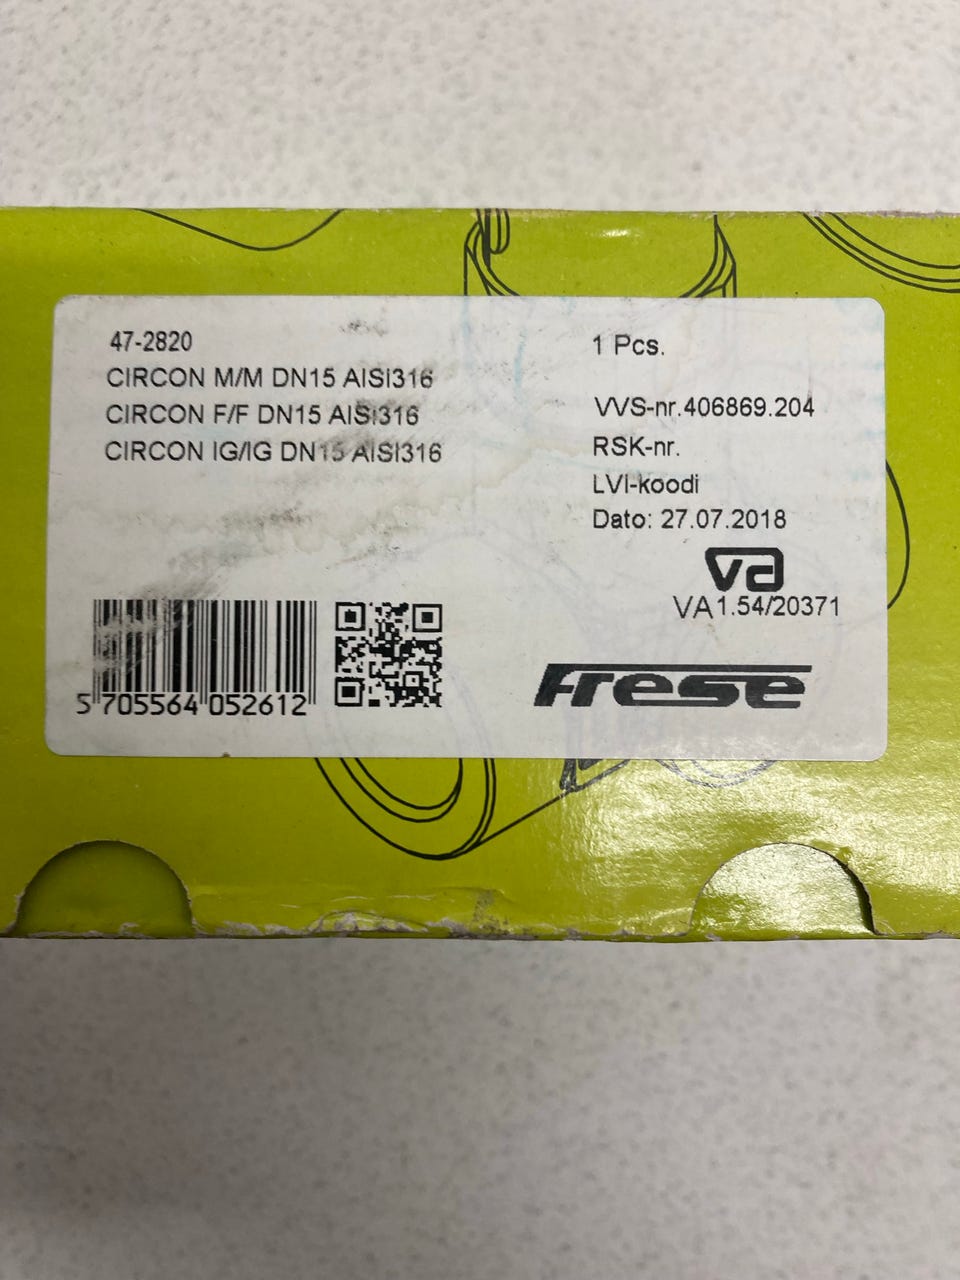 47-2820
CIRCON M/M DN15 AISI316
CIRCON F/F DN15 AISI316
CIRCON IG/IG DN15 AISI316
1 Pcs.
VVS-nr.406869.204
RSK-nr.
LVI-koodi
Dato: 27.07.2018
va
VA1.54/20371
5 705564 052612
Frese